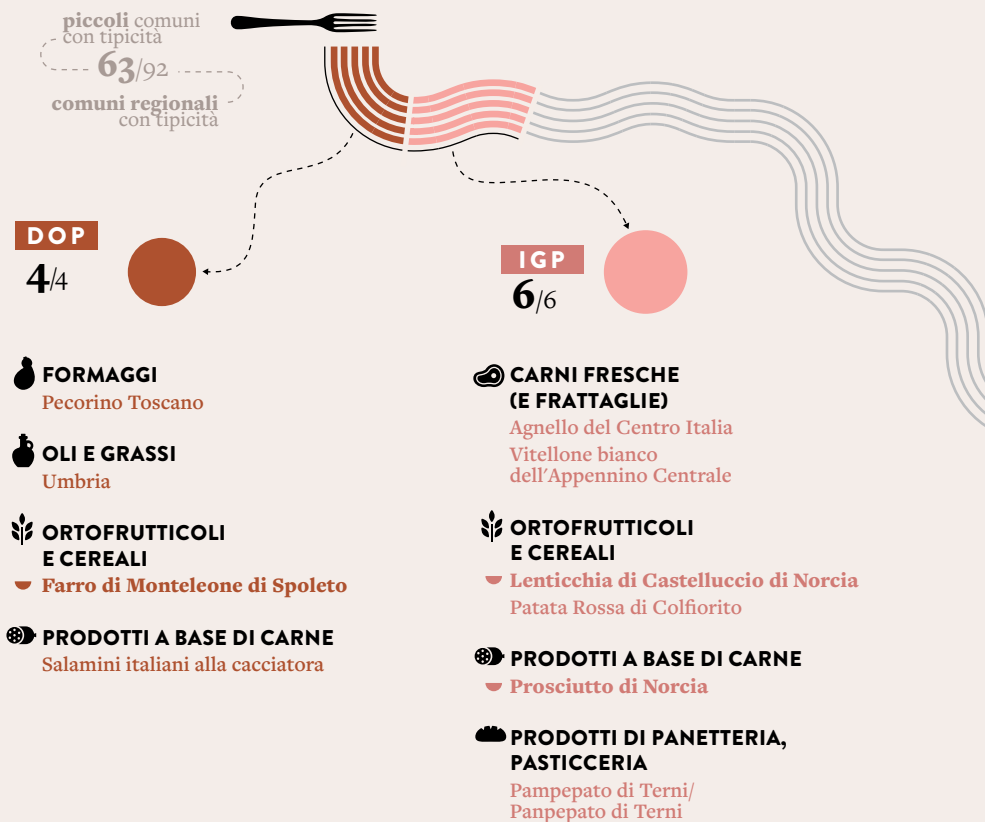 piccoli comuni
con tipicità
63/92
comuni regionali
con tipicità
DOP
4/4
FORMAGGI
Pecorino Toscano
OLI E GRASSI
Umbria
ORTOFRUTTICOLI
E CEREALI
Farro di Monteleone di Spoleto
PRODOTTI A BASE DI CARNE
Salamini italiani alla cacciatora
IGP
6/6
CARNI FRESCHE
(E FRATTAGLIE)
Agnello del Centro Italia
Vitellone bianco
dell'Appennino Centrale
ORTOFRUTTICOLI
E CEREALI
Lenticchia di Castelluccio di Norcia
Patata Rossa di Colfiorito
PRODOTTI A BASE DI CARNE
Prosciutto di Norcia
PRODOTTI DI PANETTERIA,
PASTICCERIA
Pampepato di Terni/
Panpepato di Terni